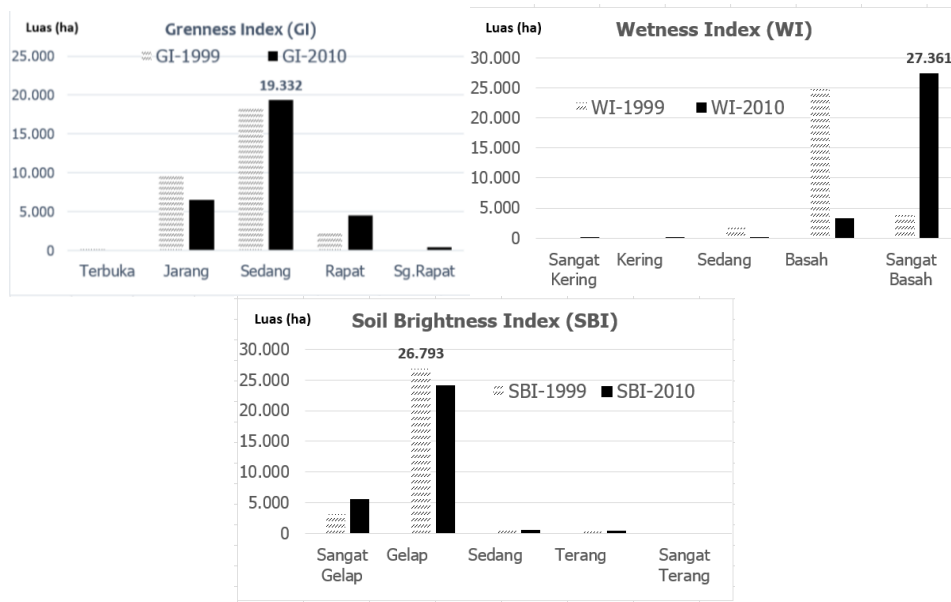 Luas (ha)
Grenness Index (GI)
GI-1999 GI-2010
25.000
20.000
15.000
10.000
5.000
0
19.332
Terbuka Jarang Sedang Rapat Sg.Rapat
Luas (ha)
Wetness Index (WI)
30.000
25.000
20.000
15.000
10.000
5.000
0
27.361
WI-1999 WI-2010
Sangat Kering Sedang Basah Sangat
Kering Basah
Luas (ha)
Soil Brightness Index (SBI)
30.000
25.000
20.000
15.000
10.000
5.000
0
26.793
SBI-1999 SBI-2010
Sangat Gelap Sedang Terang Sangat
Gelap Terang